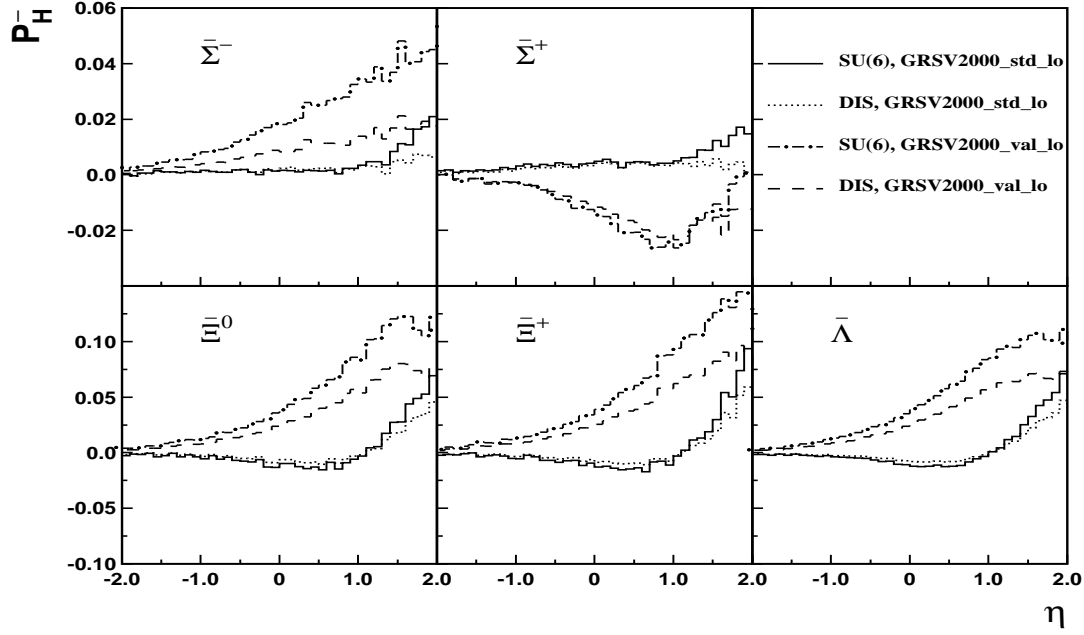 P_H̄
0.06
0.04
0.02
0.0
-0.02
Σ̄⁻
Σ̄⁺
SU(6), GRSV2000_std_lo
DIS, GRSV2000_std_lo
SU(6), GRSV2000_val_lo
DIS, GRSV2000_val_lo
0.10
0.05
0.0
-0.05
-0.10
Ξ̄⁰
Ξ̄⁺
Λ̄
-2.0 -1.0 0 1.0 2.0 -1.0 0 1.0 2.0 -1.0 0 1.0 2.0
η